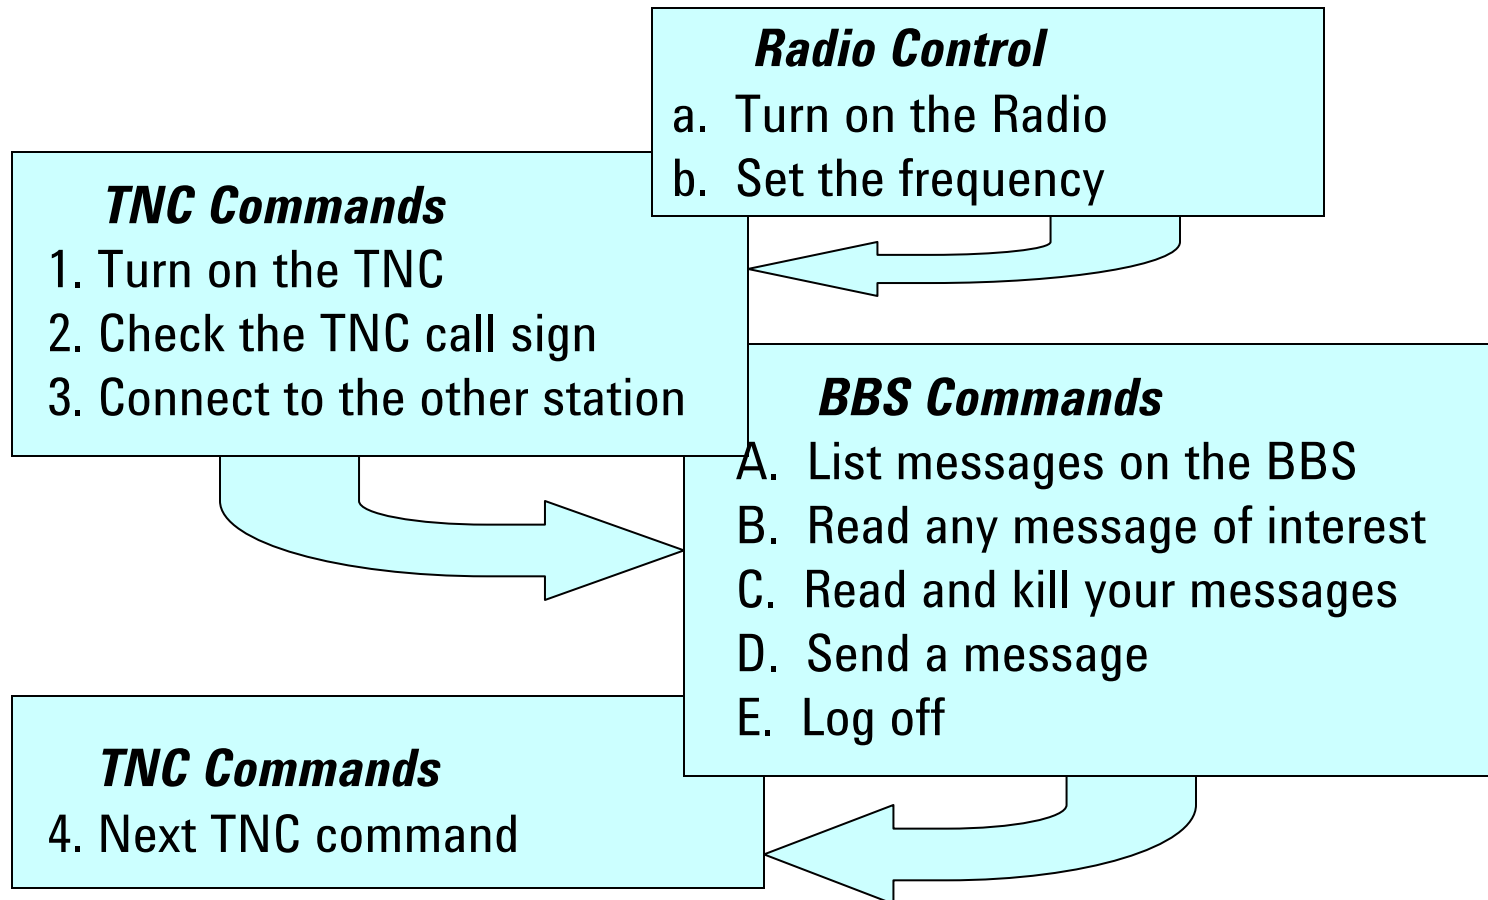 Radio Control
a. Turn on the Radio
b. Set the frequency
TNC Commands
1. Turn on the TNC
2. Check the TNC call sign
3. Connect to the other station
BBS Commands
A. List messages on the BBS
B. Read any message of interest
C. Read and kill your messages
D. Send a message
E. Log off
TNC Commands
4. Next TNC command